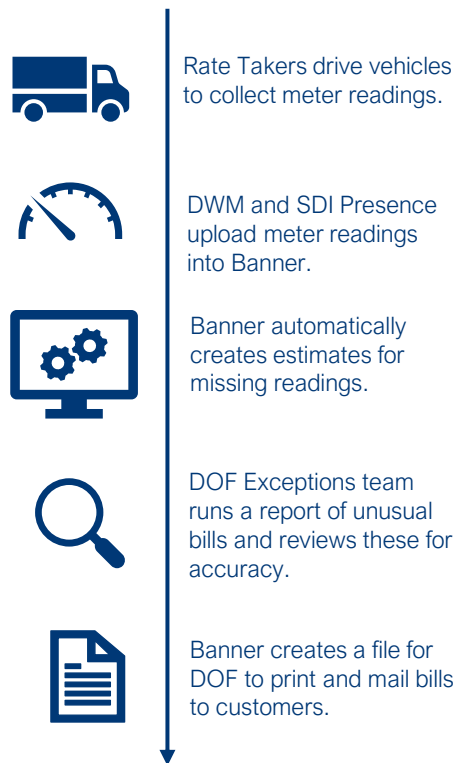 Rate Takers drive vehicles
to collect meter readings.
DWM and SDI Presence
upload meter readings
into Banner.
Banner automatically
creates estimates for
missing readings.
DOF Exceptions team
runs a report of unusual
bills and reviews these for
accuracy.
Banner creates a file for
DOF to print and mail bills
to customers.